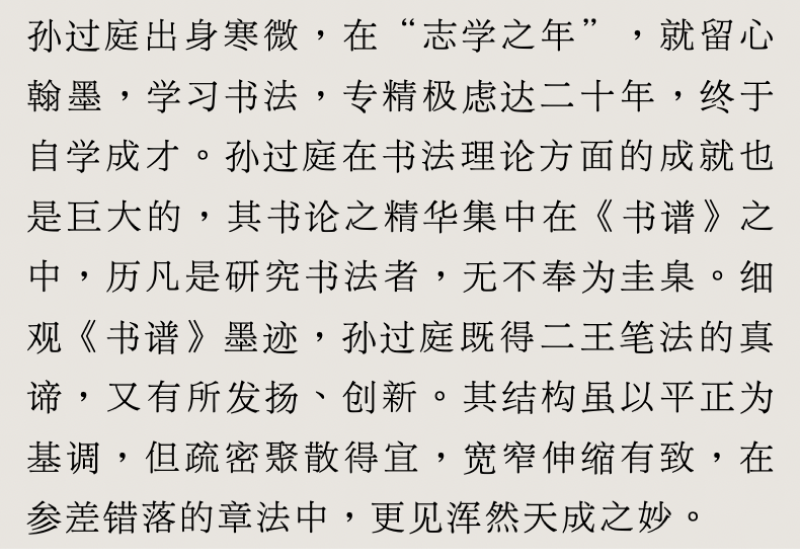 孙过庭出身寒微，在“志学之年”，就留心
翰墨，学习书法，专精极虑达二十年，终于
自学成才。孙过庭在书法理论方面的成就也
是巨大的，其书论之精华集中在《书谱》之
中，历凡是研究书法者，无不奉为圭臬。细
观《书谱》墨迹，孙过庭既得二王笔法的真
谛，又有所发扬、创新。其结构虽以平正为
基调，但疏密聚散得宜，宽窄伸缩有致，在
参差错落的章法中，更见浑然天成之妙。